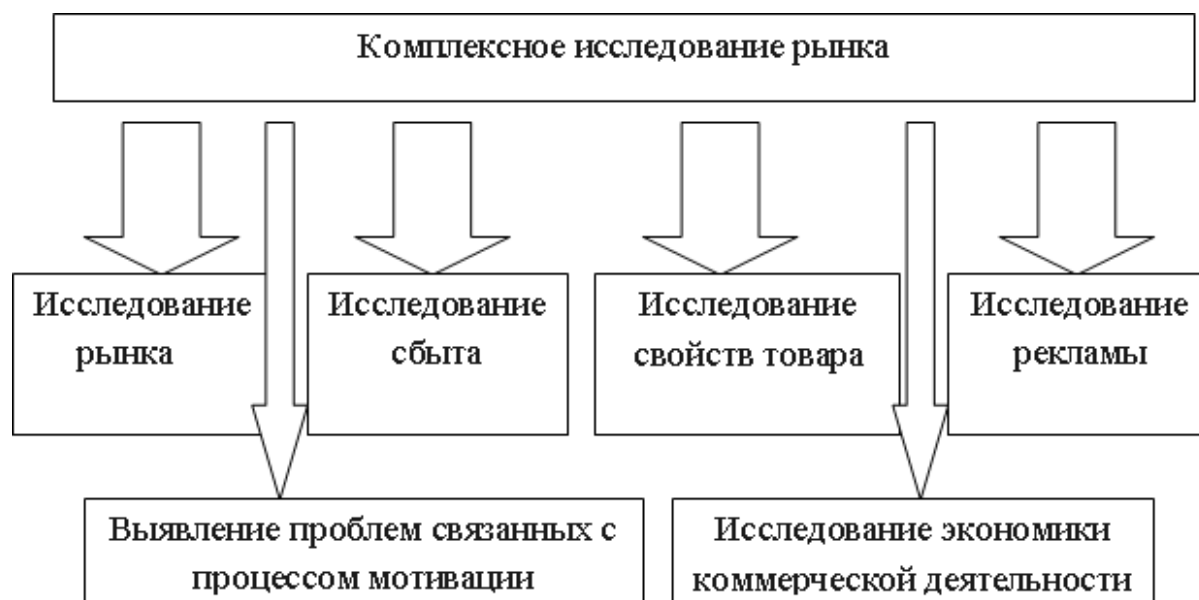 Комплексное исследование рынка
Исследование
рынка
Исследование
сбыта
Исследование
свойств товара
Исследование
рекламы
Выявление проблем связанных с
процессом мотивации
Исследование экономики
коммерческой деятельности